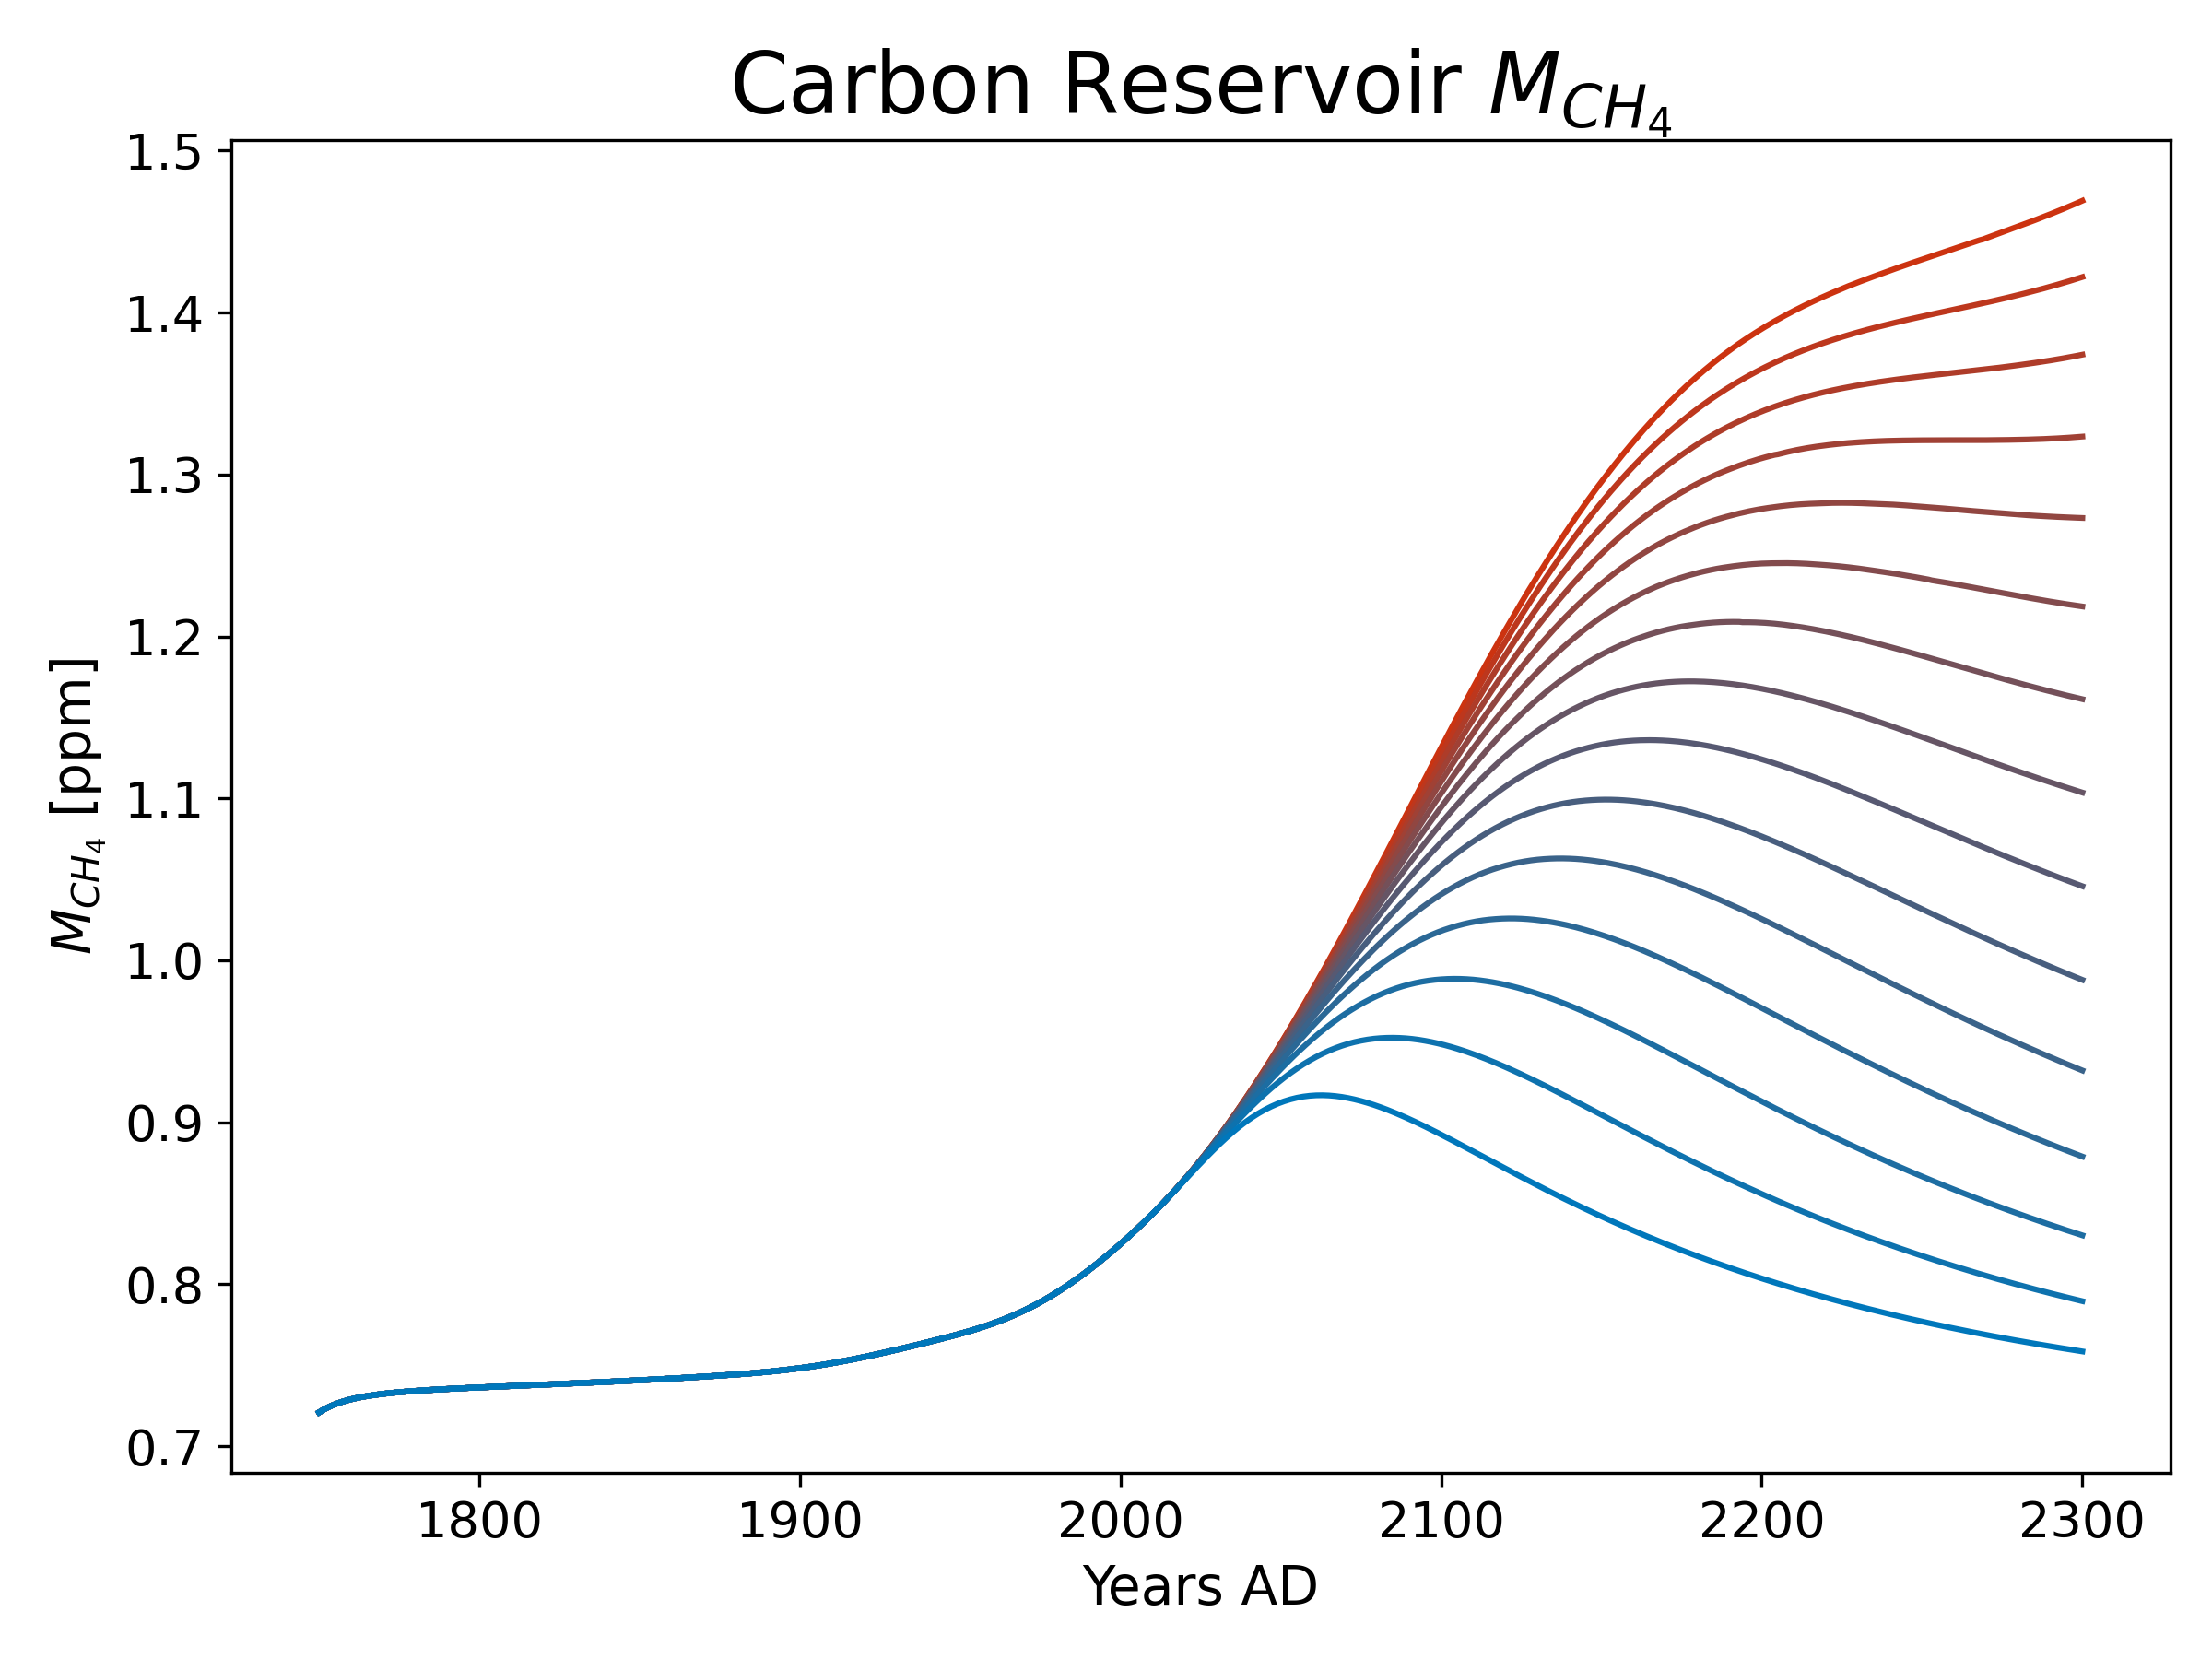 Carbon Reservoir M_{CH_4}
1.5
1.4
1.3
1.2
1.1
1.0
0.9
0.8
0.7
M_{CH_4} [ppm]
1800 1900 2000 2100 2200 2300
Years AD